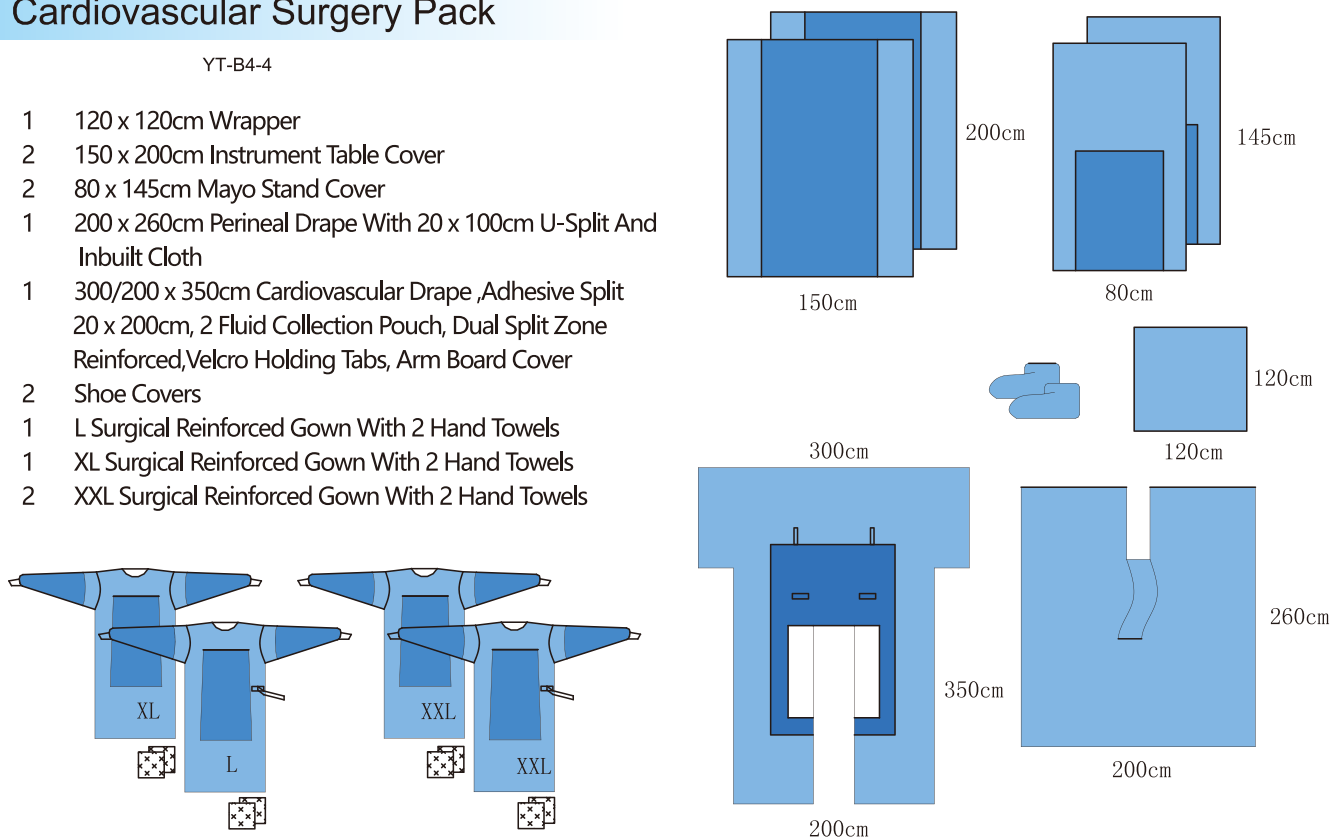 Cardiovascular Surgery Pack
YT-B4-4
1 120 x 120cm Wrapper
2 150 x 200cm Instrument Table Cover
2 80 x 145cm Mayo Stand Cover
1 200 x 260cm Perineal Drape With 20 x 100cm U-Split And
Inbuilt Cloth
1 300/200 x 350cm Cardiovascular Drape ,Adhesive Split
20 x 200cm, 2 Fluid Collection Pouch, Dual Split Zone
Reinforced,Velcro Holding Tabs, Arm Board Cover
2 Shoe Covers
1 L Surgical Reinforced Gown With 2 Hand Towels
1 XL Surgical Reinforced Gown With 2 Hand Towels
2 XXL Surgical Reinforced Gown With 2 Hand Towels
XL
L
XXL
XXL
200cm
150cm
145cm
80cm
120cm
120cm
300cm
350cm
200cm
260cm
200cm